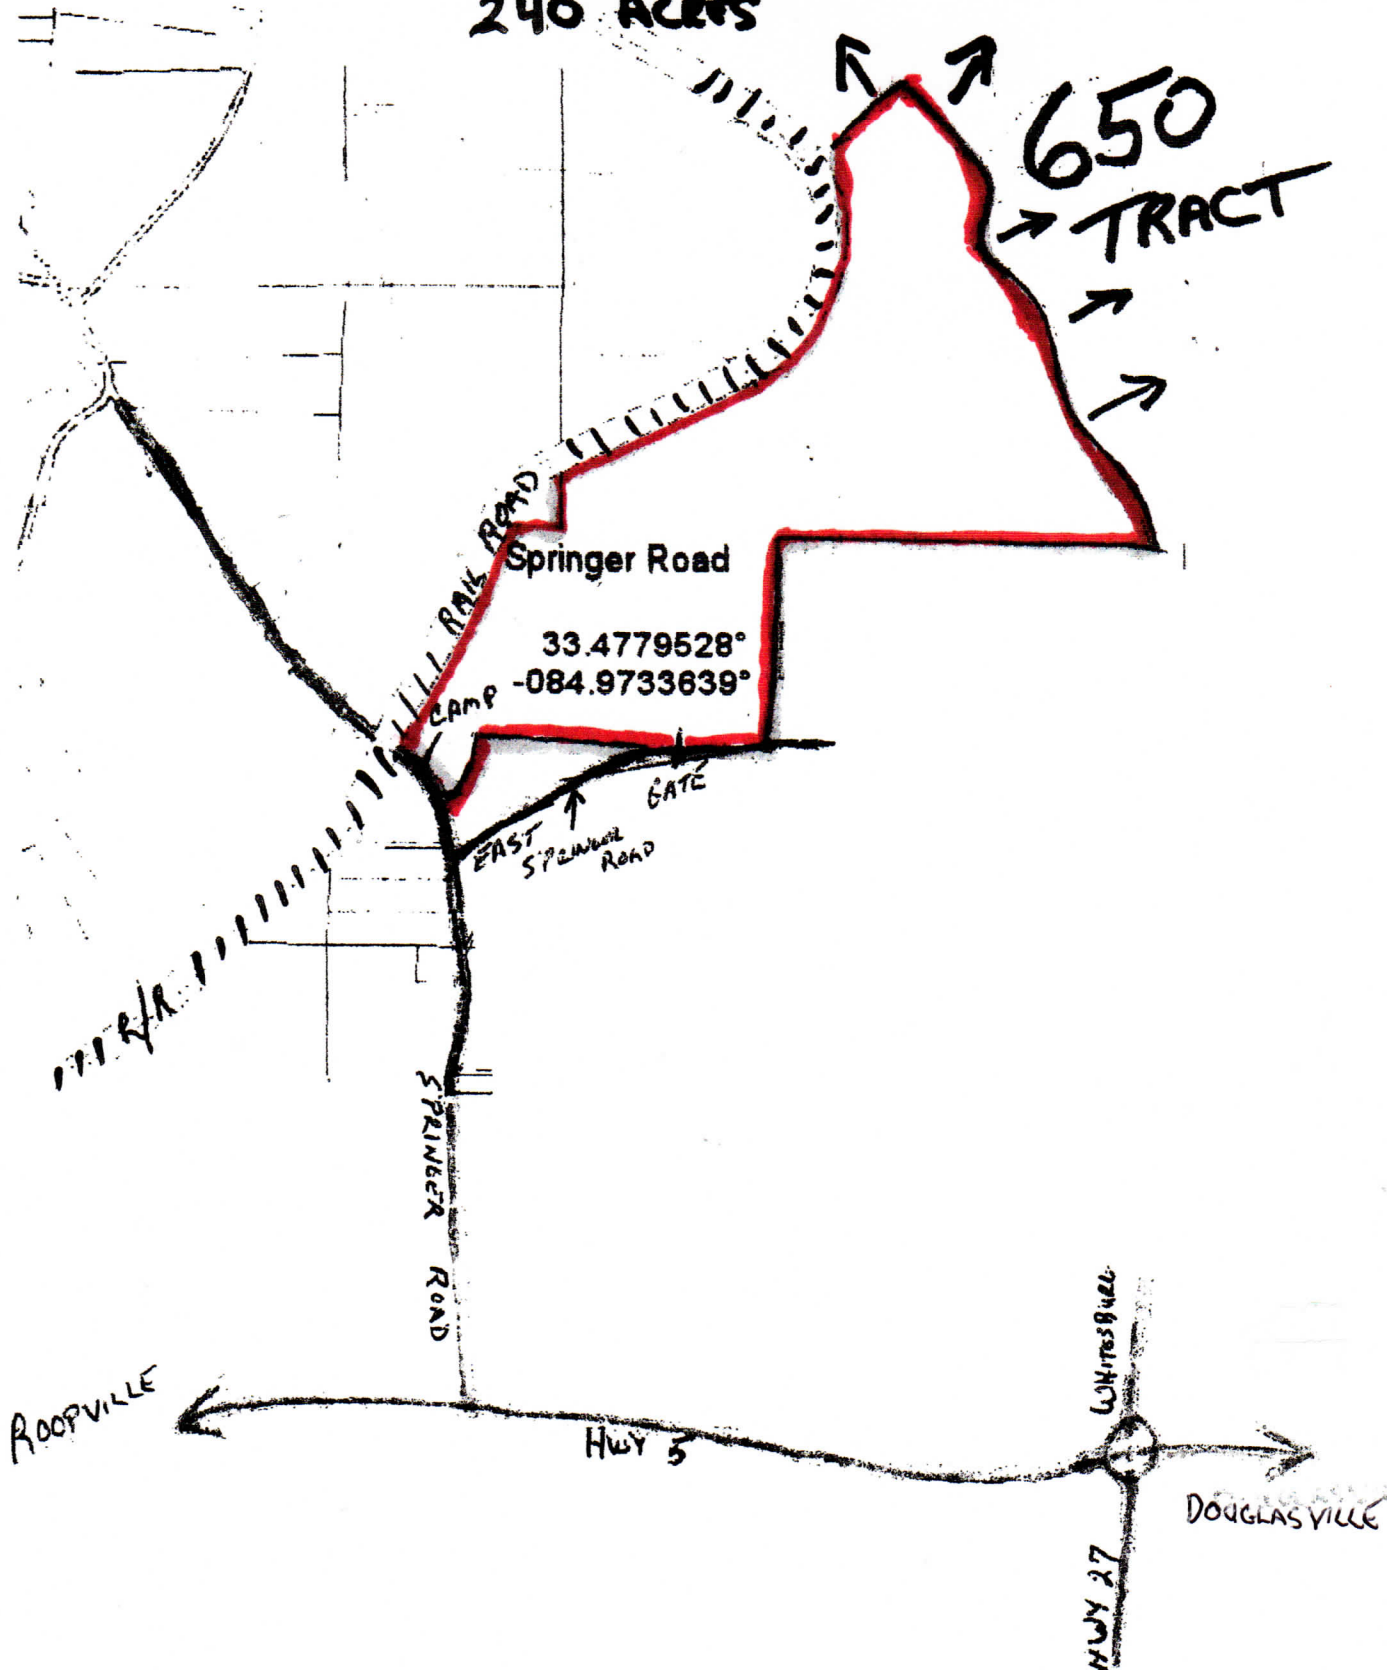 240 ACRES
650
TRACT
RAIL ROAD
Springer Road
33.4779528°
-084.9733639°
CAMP
GATE
EAST
SPRINGER
ROAD
R/R
SPRINGER ROAD
WHITESBURG
ROOPVILLE
HWY 5
DOUGLASVILLE
HWY 27